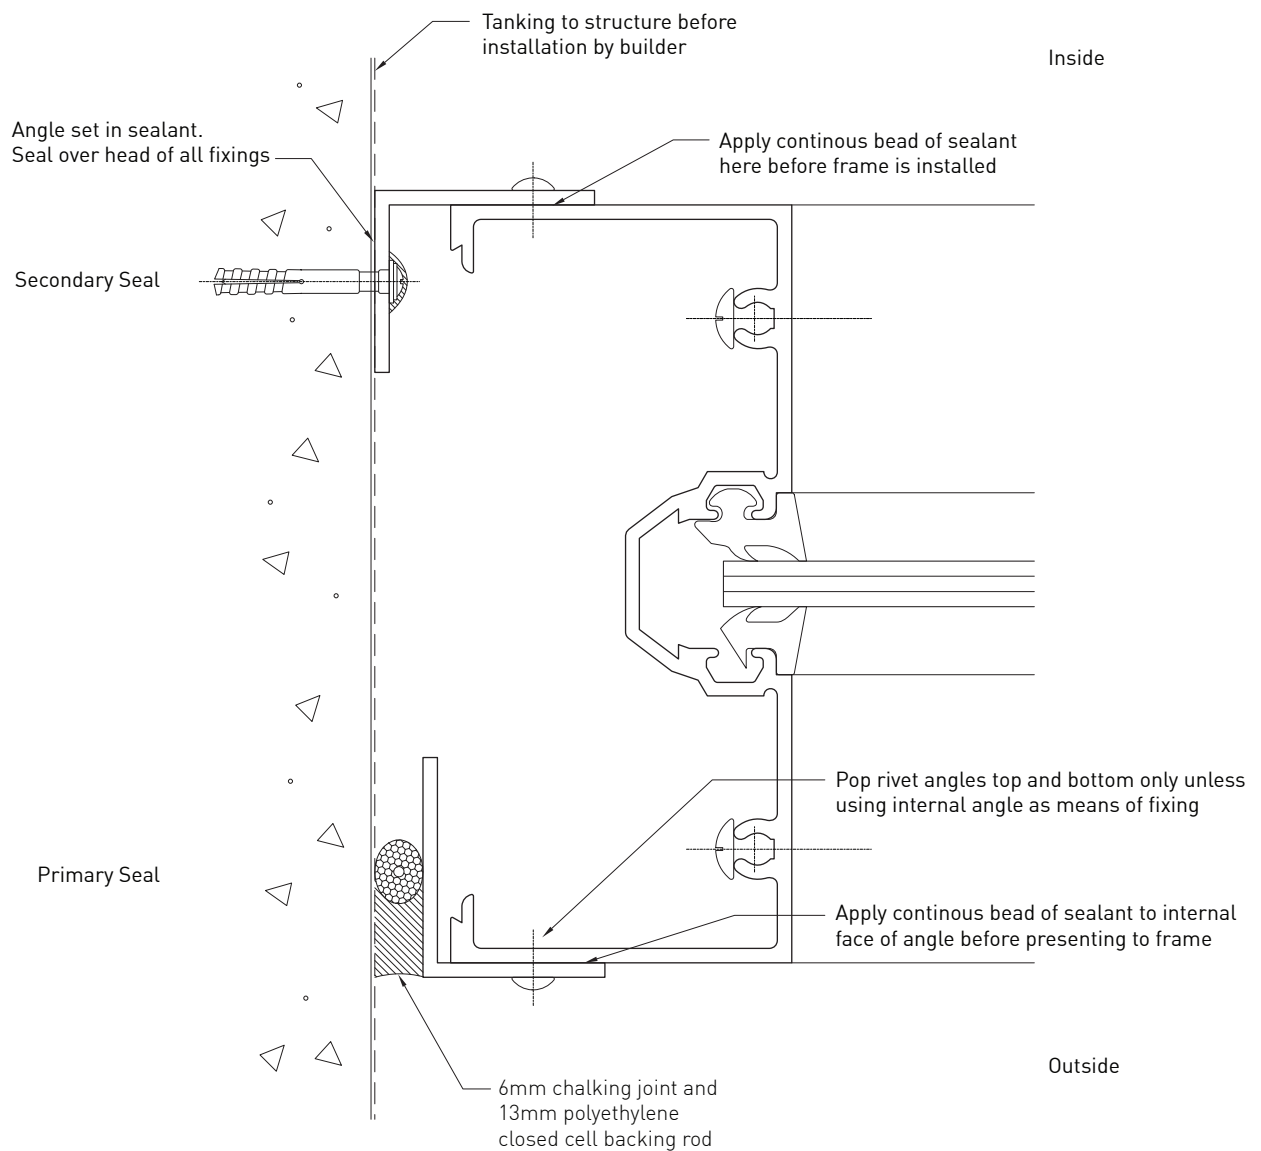 Tanking to structure before
installation by builder
Inside
Angle set in sealant.
Seal over head of all fixings
Apply continous bead of sealant
here before frame is installed
Secondary Seal
Pop rivet angles top and bottom only unless
using internal angle as means of fixing
Primary Seal
Apply continous bead of sealant to internal
face of angle before presenting to frame
Outside
6mm chalking joint and
13mm polyethylene
closed cell backing rod